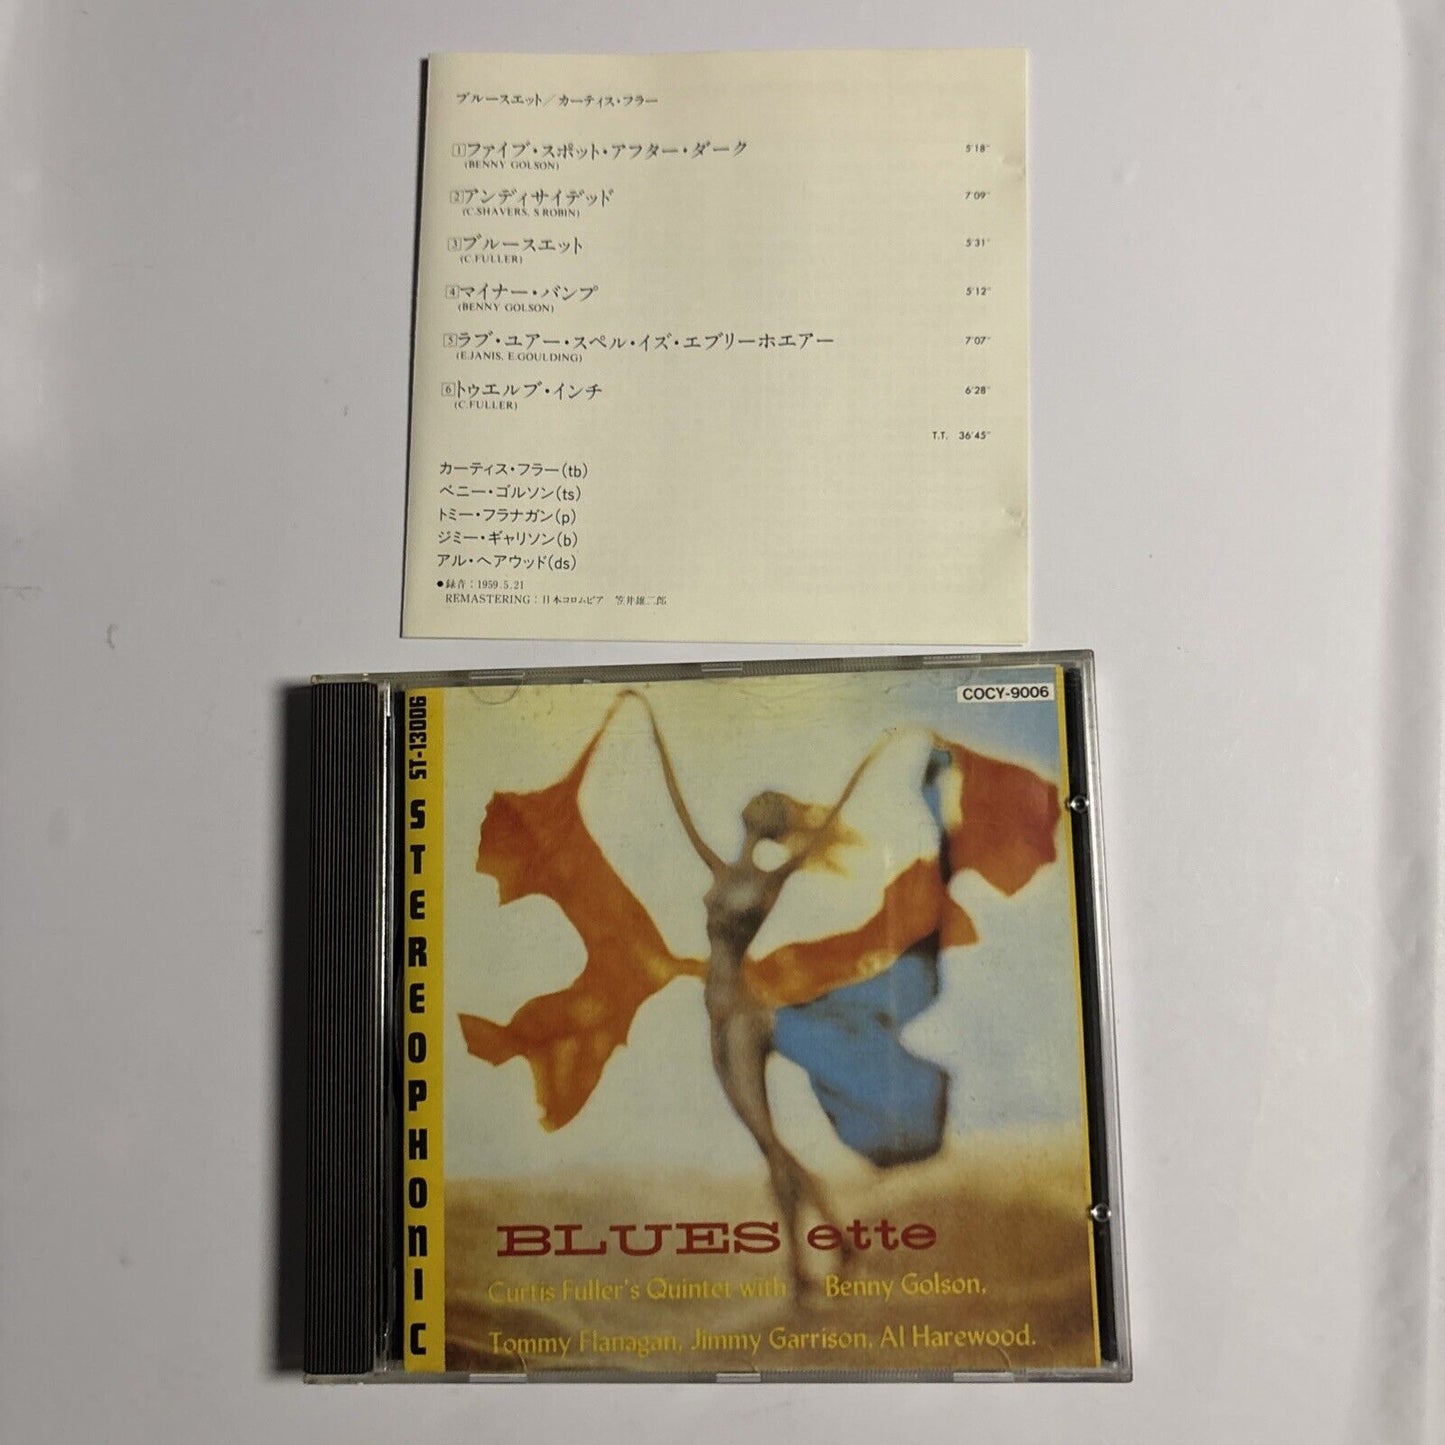 ブルースエット/カーティス・フラー
1 ファイブ・スポット・アフター・ダーク 5'18"
(BENNY GOLSON)
2 アンディサイデッド 7'09"
(C.SHAVERS, S.ROBIN)
3 ブルースエット 5'31"
(C.FULLER)
4 マイナー・バンプ 5'12"
(BENNY GOLSON)
5 ラブ・ユアー・スペル・イズ・エブリーホエアー 7'07"
(E.JANIS, E.GOULDING)
6 トゥエルブ・インチ 6'28"
(C.FULLER)
T.T. 36'45"
カーティス・フラー(tb)
ベニー・ゴルソン(ts)
トミー・フラナガン(p)
ジミー・ギャリソン(b)
アル・ヘアウッド(ds)
●録音：1959.5.21
REMASTERING：日本コロムビア 笠井雄二郎
COCY-9006
ST-13006 STEREOPHONIC
BLUES ette
Curtis Fuller's Quintet with Benny Golson,
Tommy Flanagan, Jimmy Garrison, Al Harewood.